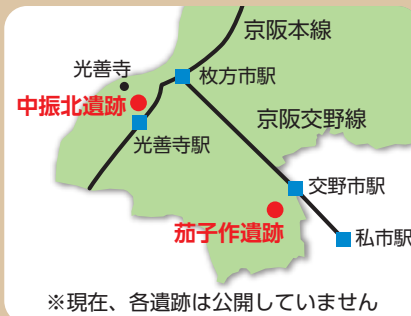 京阪本線
光善寺
枚方市駅
中振北遺跡
京阪交野線
光善寺駅
交野市駅
茄子作遺跡
私市駅
※現在、各遺跡は公開していません